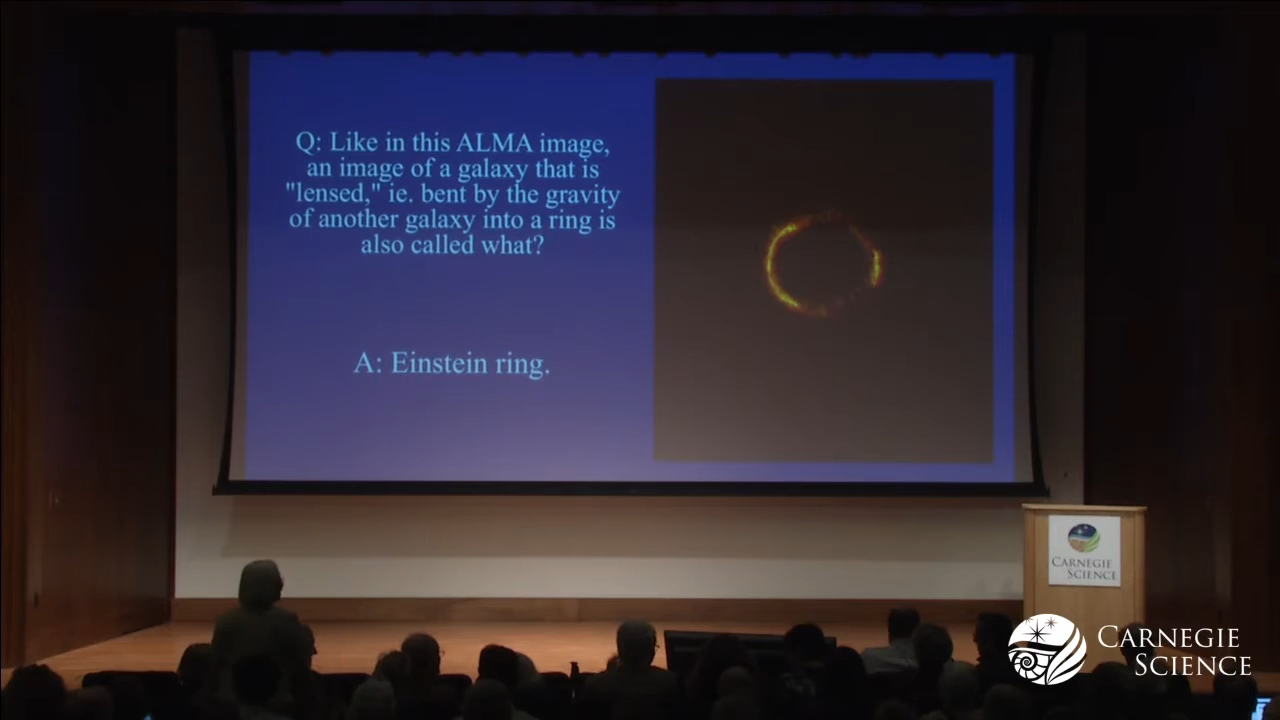 Q: Like in this ALMA image,
an image of a galaxy that is
"lensed," ie. bent by the gravity
of another galaxy into a ring is
also called what?
A: Einstein ring.
CARNEGIE
SCIENCE
CARNEGIE
SCIENCE